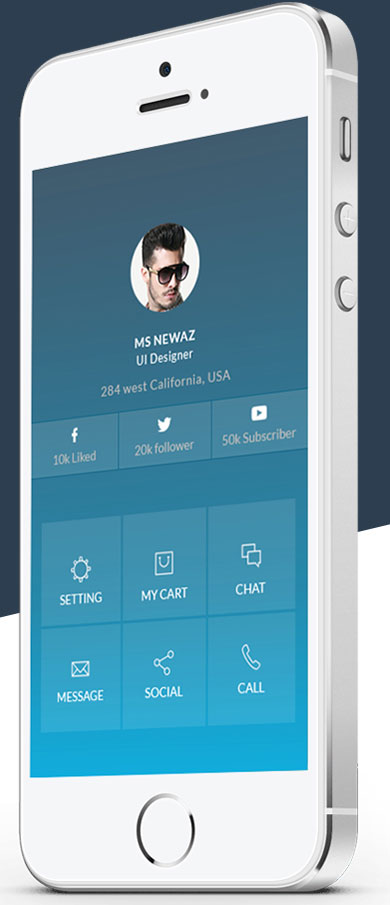 MS NEWAZ
UI Designer
284 west California, USA
10k Liked
20k follower
50k Subscriber
SETTING
MY CART
CHAT
MESSAGE
SOCIAL
CALL